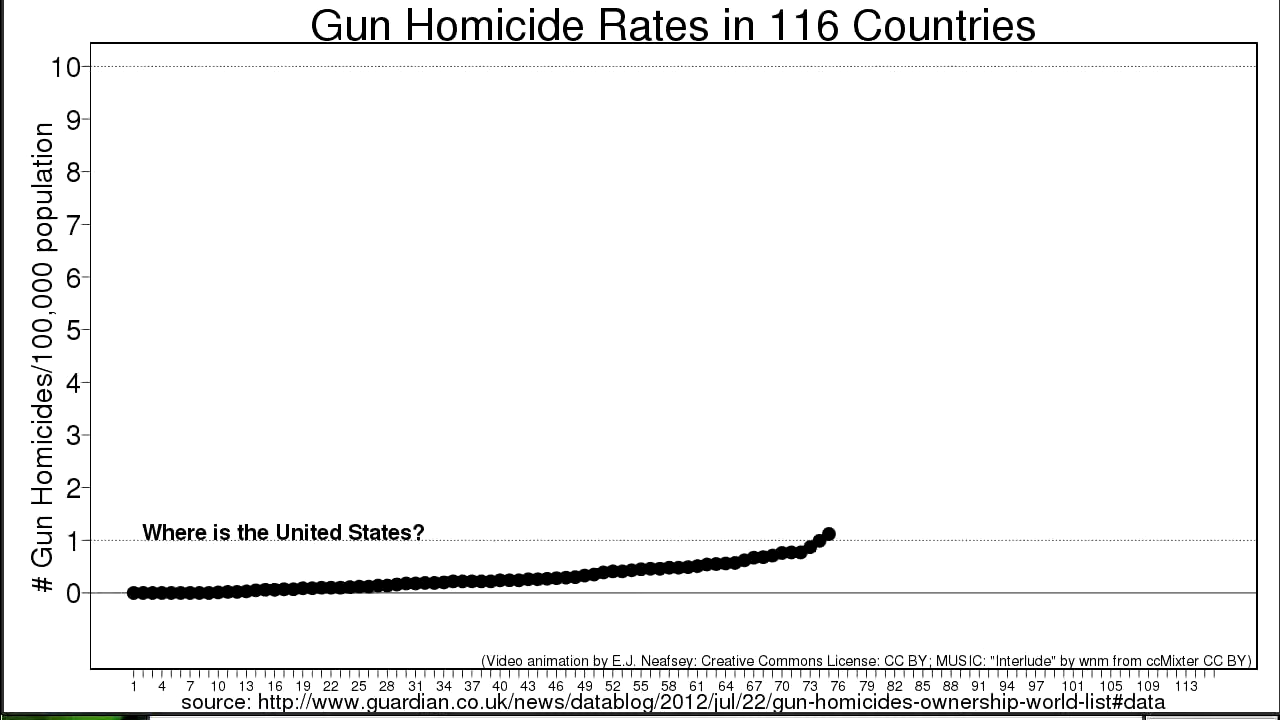 Gun Homicide Rates in 116 Countries
# Gun Homicides/100,000 population
10
9
8
7
6
5
4
3
2
1
0
Where is the United States?
(Video animation by E.J. Neafsey: Creative Commons License: CC BY; MUSIC: "Interlude" by wnm from ccMixter CC BY)
1 4 7 10 13 16 19 22 25 28 31 34 37 40 43 46 49 52 55 58 61 64 67 70 73 76 79 82 85 88 91 94 97 101 105 109 113
source: http://www.guardian.co.uk/news/datablog/2012/jul/22/gun-homicides-ownership-world-list#data